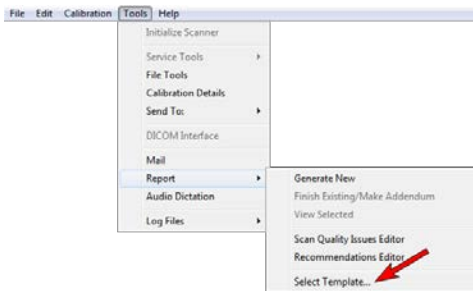 File Edit Calibration Tools Help
Initialize Scanner
Service Tools
File Tools
Calibration Details
Send To:
DICOM Interface
Mail
Report
Audio Dictation
Log Files
Generate New
Finish Existing/Make Addendum
View Selected
Scan Quality Issues Editor
Recommendations Editor
Select Template...